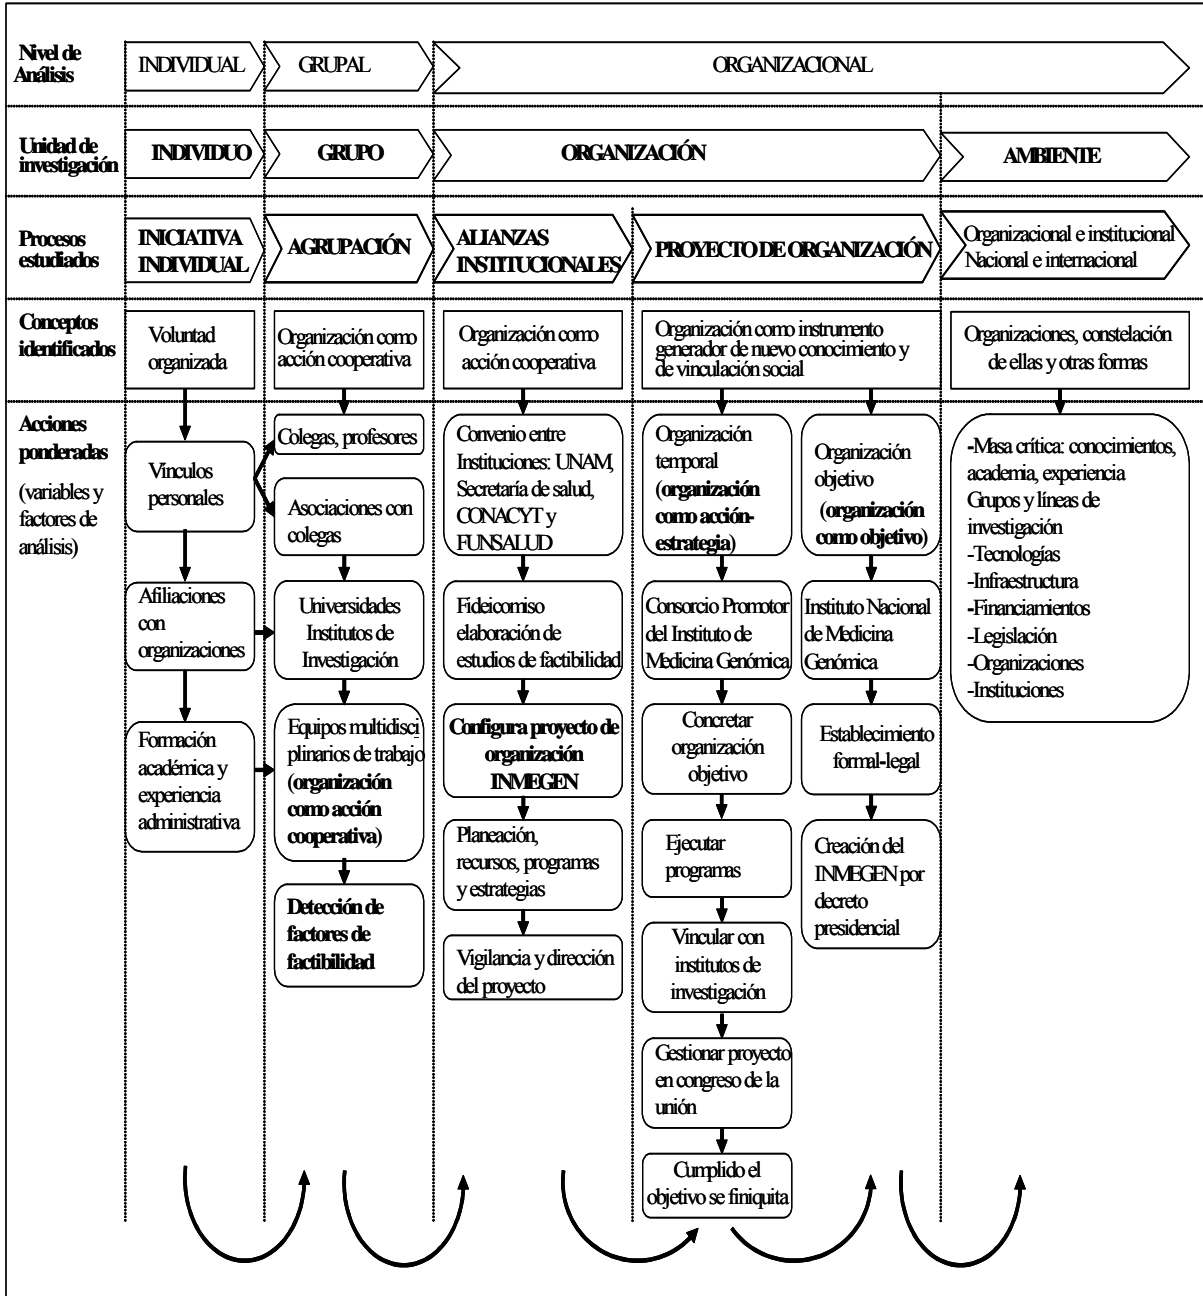 Nivel de
Análisis
INDIVIDUAL
GRUPAL
ORGANIZACIONAL
Unidad de
investigación
INDIVIDUO
GRUPO
ORGANIZACIÓN
AMBIENTE
Procesos
estudiados
INICIATIVA
INDIVIDUAL
AGRUPACIÓN
ALIANZAS
INSTITUCIONALES
PROYECTO DE ORGANIZACIÓN
Organizacional e institucional
Nacional e internacional
Conceptos
identificados
Voluntad
organizada
Organización como
acción cooperativa
Organización como
acción cooperativa
Organización como instrumento
generador de nuevo conocimiento y
de vinculación social
Organizaciones, constelación
de ellas y otras formas
Acciones
ponderadas
(variables y
factores de
análisis)
Vínculos
personales
Afiliaciones
con
organizaciones
Formación
académica y
experiencia
administrativa
Colegas, profesores
Asociaciones con
colegas
Universidades
Institutos de
Investigación
Equipos multidisci
plinarios de trabajo
(organización
como acción
cooperativa)
Detección de
factores de
factibilidad
Convenio entre
Instituciones: UNAM,
Secretaría de salud,
CONACYT y
FUNSALUD
Fideicomiso
elaboración de
estudios de factibilidad
Configura proyecto de
organización
INMEGEN
Planeación,
recursos, programas
y estrategias
Vigilancia y dirección
del proyecto
Organización
temporal
(organización
como acción-
estrategia)
Consorcio Promotor
del Instituto de
Medicina Genómica
Concretar
organización
objetivo
Ejecutar
programas
Vincular con
institutos de
investigación
Gestionar proyecto
en congreso de la
unión
Cumplido el
objetivo se finiquita
Organización
objetivo
(organización
como objetivo)
Instituto Nacional
de Medicina
Genómica
Establecimiento
formal-legal
Creación del
INMEGEN por
decreto
presidencial
-Masa crítica: conocimientos,
academia, experiencia
Grupos y líneas de
investigación
-Tecnologías
-Infraestructura
-Financiamientos
-Legislación
-Organizaciones
-Instituciones